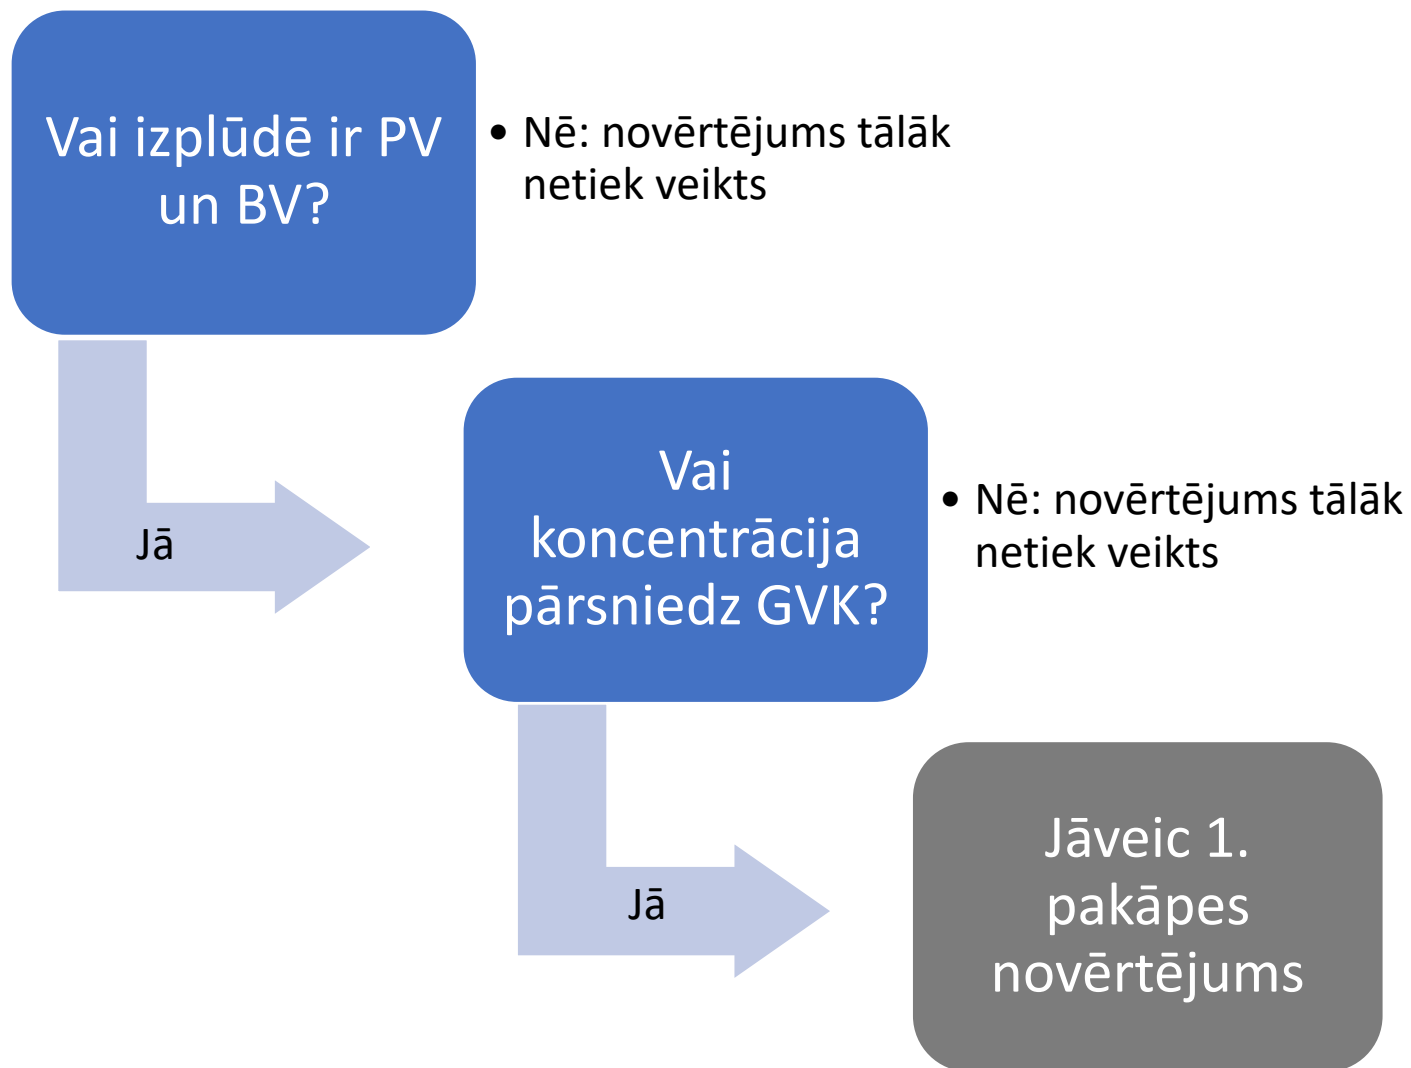 Vai izplūdē ir PV
un BV?
• Nē: novērtējums tālāk
netiek veikts
Jā
Vai
koncentrācija
pārsniedz GVK?
• Nē: novērtējums tālāk
netiek veikts
Jā
Jāveic 1.
pakāpes
novērtējums